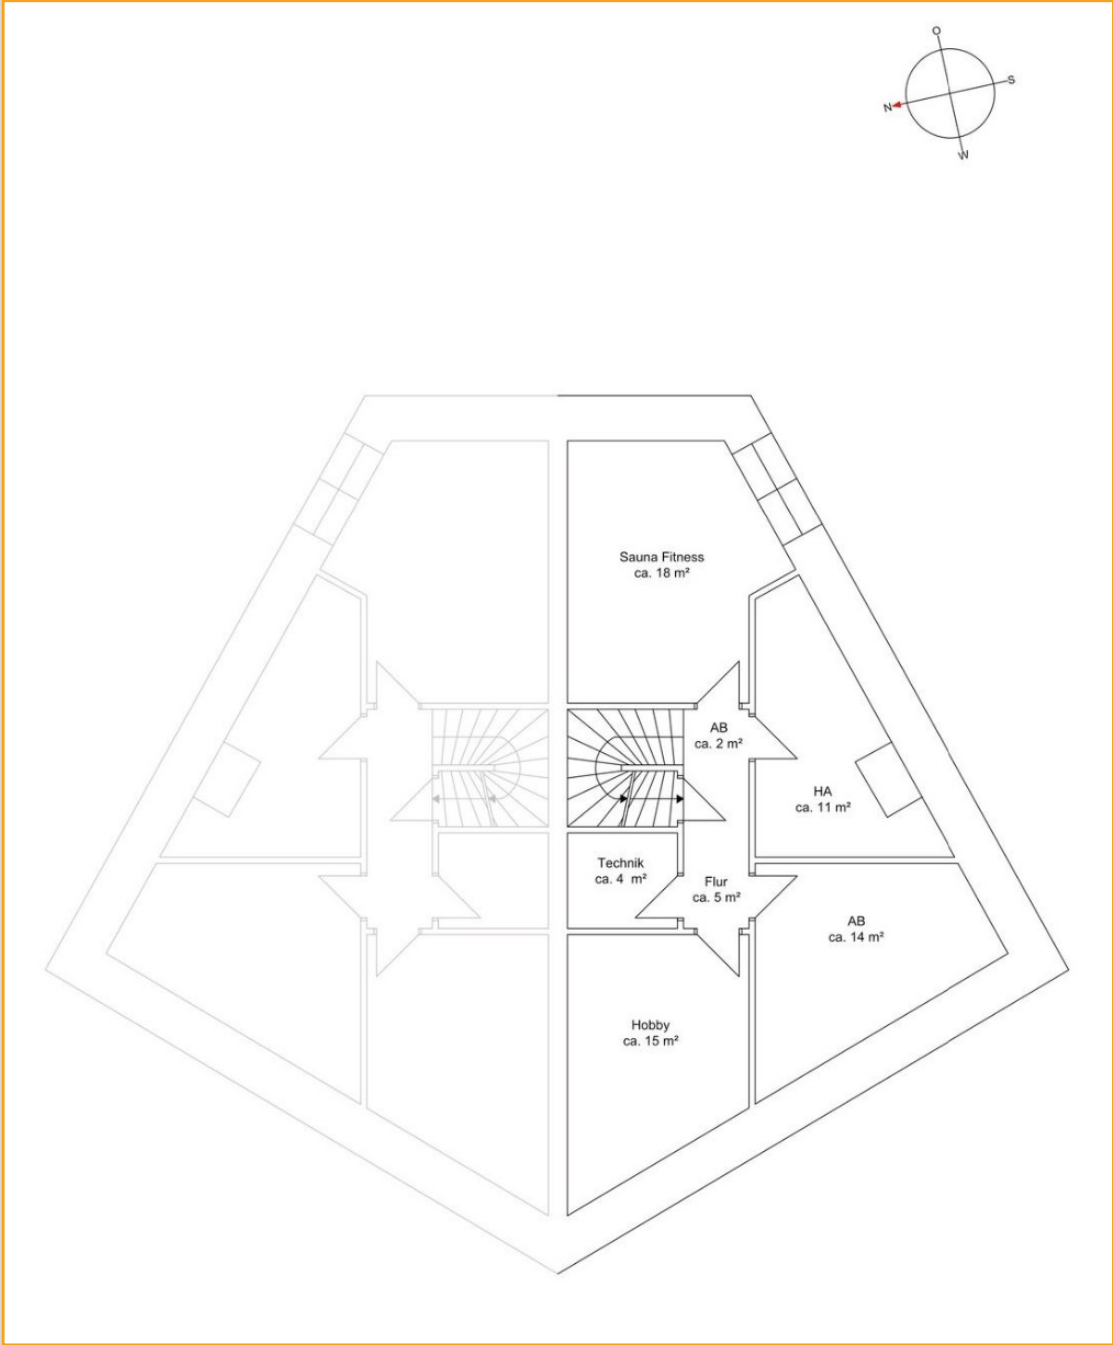 O
S
N
W
Sauna Fitness
ca. 18 m²
AB
ca. 2 m²
HA
ca. 11 m²
Technik
ca. 4 m²
Flur
ca. 5 m²
AB
ca. 14 m²
Hobby
ca. 15 m²